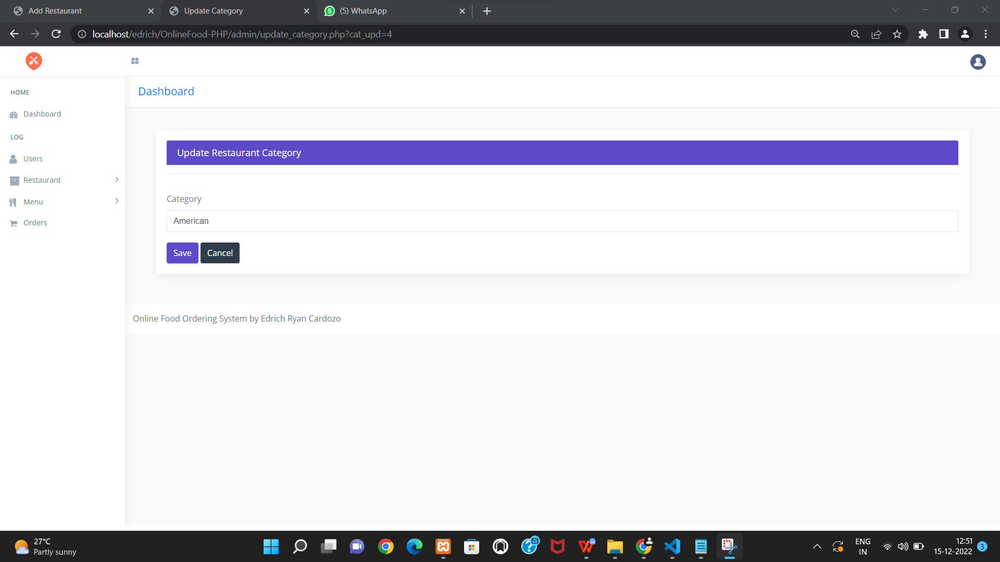 Add Restaurant
Update Category
5 (5) WhatsApp
localhost/edrich/OnlineFood-PHP/admin/update_category.php?cat_upd=4
Dashboard
HOME
Dashboard
LOG
Users
Restaurant
Menu
Orders
Update Restaurant Category
Category
American
Save Cancel
Online Food Ordering System by Edrich Ryan Cardozo
27°C
Partly sunny
ENG
IN
12:51
15-12-2022
3